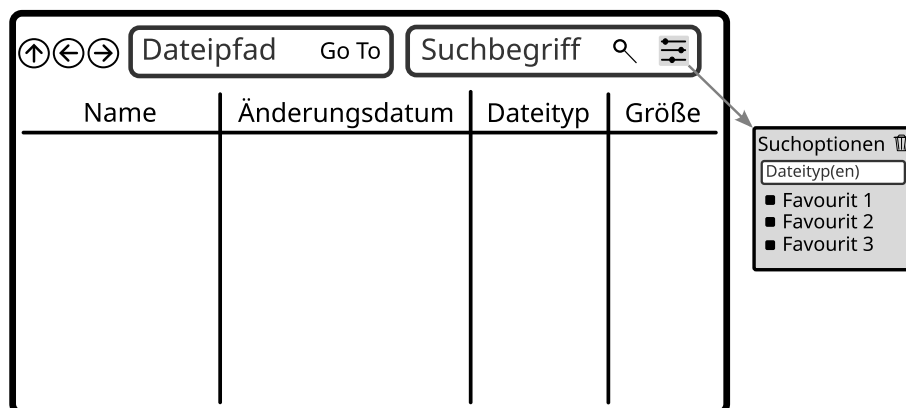 Dateipfad Go To Suchbegriff
Name Änderungsdatum Dateityp Größe
Suchoptionen
Dateityp(en)
Favourit 1
Favourit 2
Favourit 3